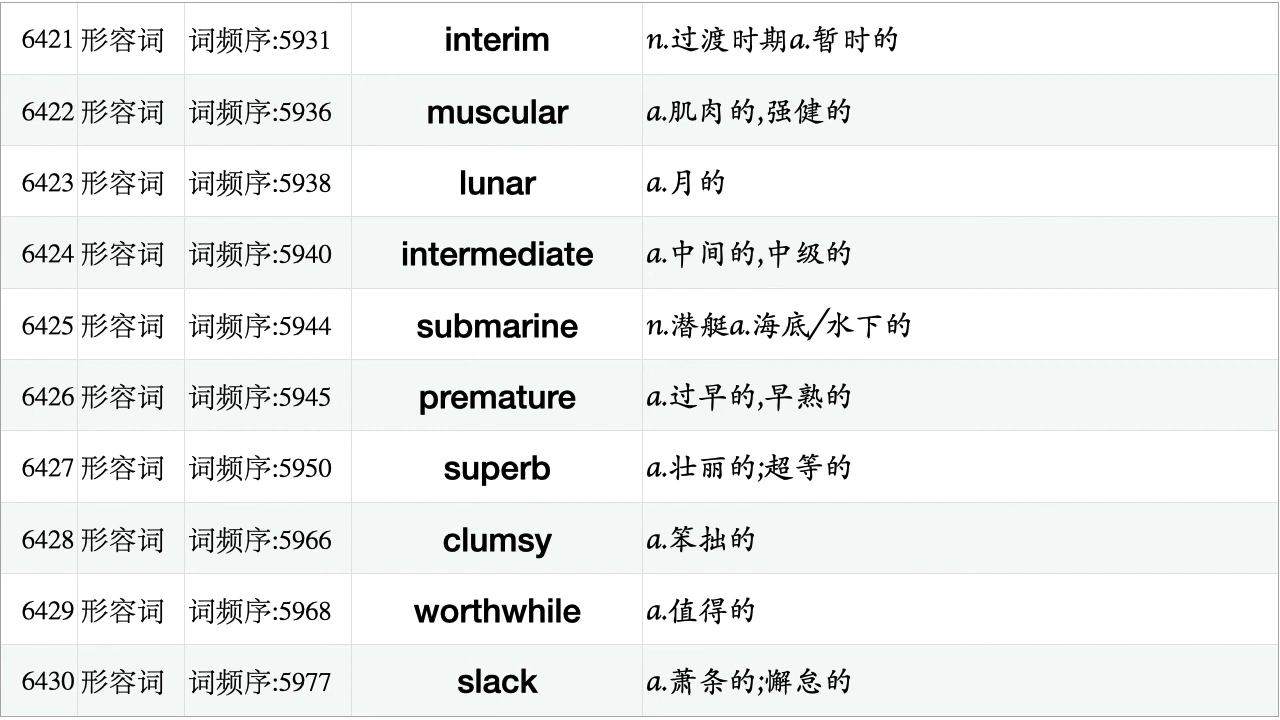 6421 形容词 词频序:5931 interim n.过渡时期a.暂时的
6422 形容词 词频序:5936 muscular a.肌肉的,强健的
6423 形容词 词频序:5938 lunar a.月的
6424 形容词 词频序:5940 intermediate a.中间的,中级的
6425 形容词 词频序:5944 submarine n.潜艇a.海底/水下的
6426 形容词 词频序:5945 premature a.过早的,早熟的
6427 形容词 词频序:5950 superb a.壮丽的;超等的
6428 形容词 词频序:5966 clumsy a.笨拙的
6429 形容词 词频序:5968 worthwhile a.值得的
6430 形容词 词频序:5977 slack a.萧条的;懈怠的